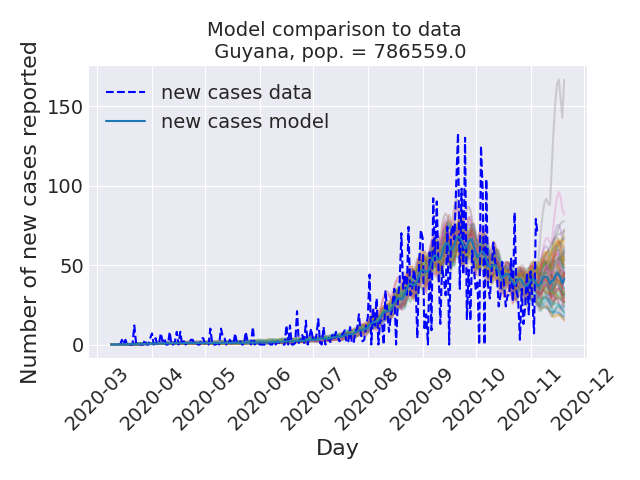 Model comparison to data
Guyana, pop. = 786559.0
Number of new cases reported
150
100
50
0
new cases data
new cases model
2020-03
2020-04
2020-05
2020-06
2020-07
2020-08
2020-09
2020-10
2020-11
2020-12
Day